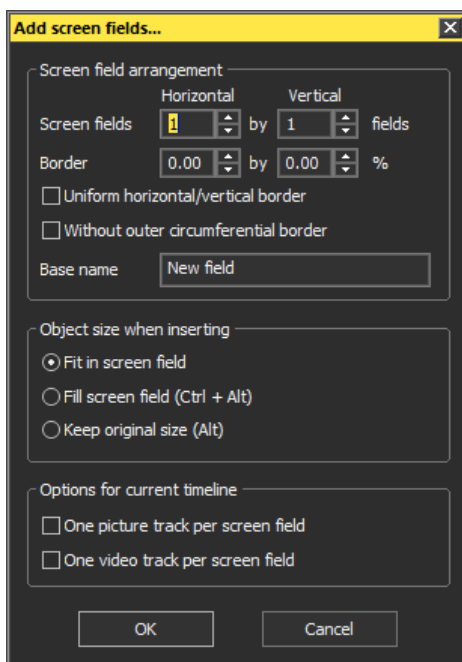 Add screen fields...
Screen field arrangement
Horizontal Vertical
Screen fields 1 by 1 fields
Border 0.00 by 0.00 %
Uniform horizontal/vertical border
Without outer circumferential border
Base name New field
Object size when inserting
Fit in screen field
Fill screen field (Ctrl + Alt)
Keep original size (Alt)
Options for current timeline
One picture track per screen field
One video track per screen field
OK Cancel